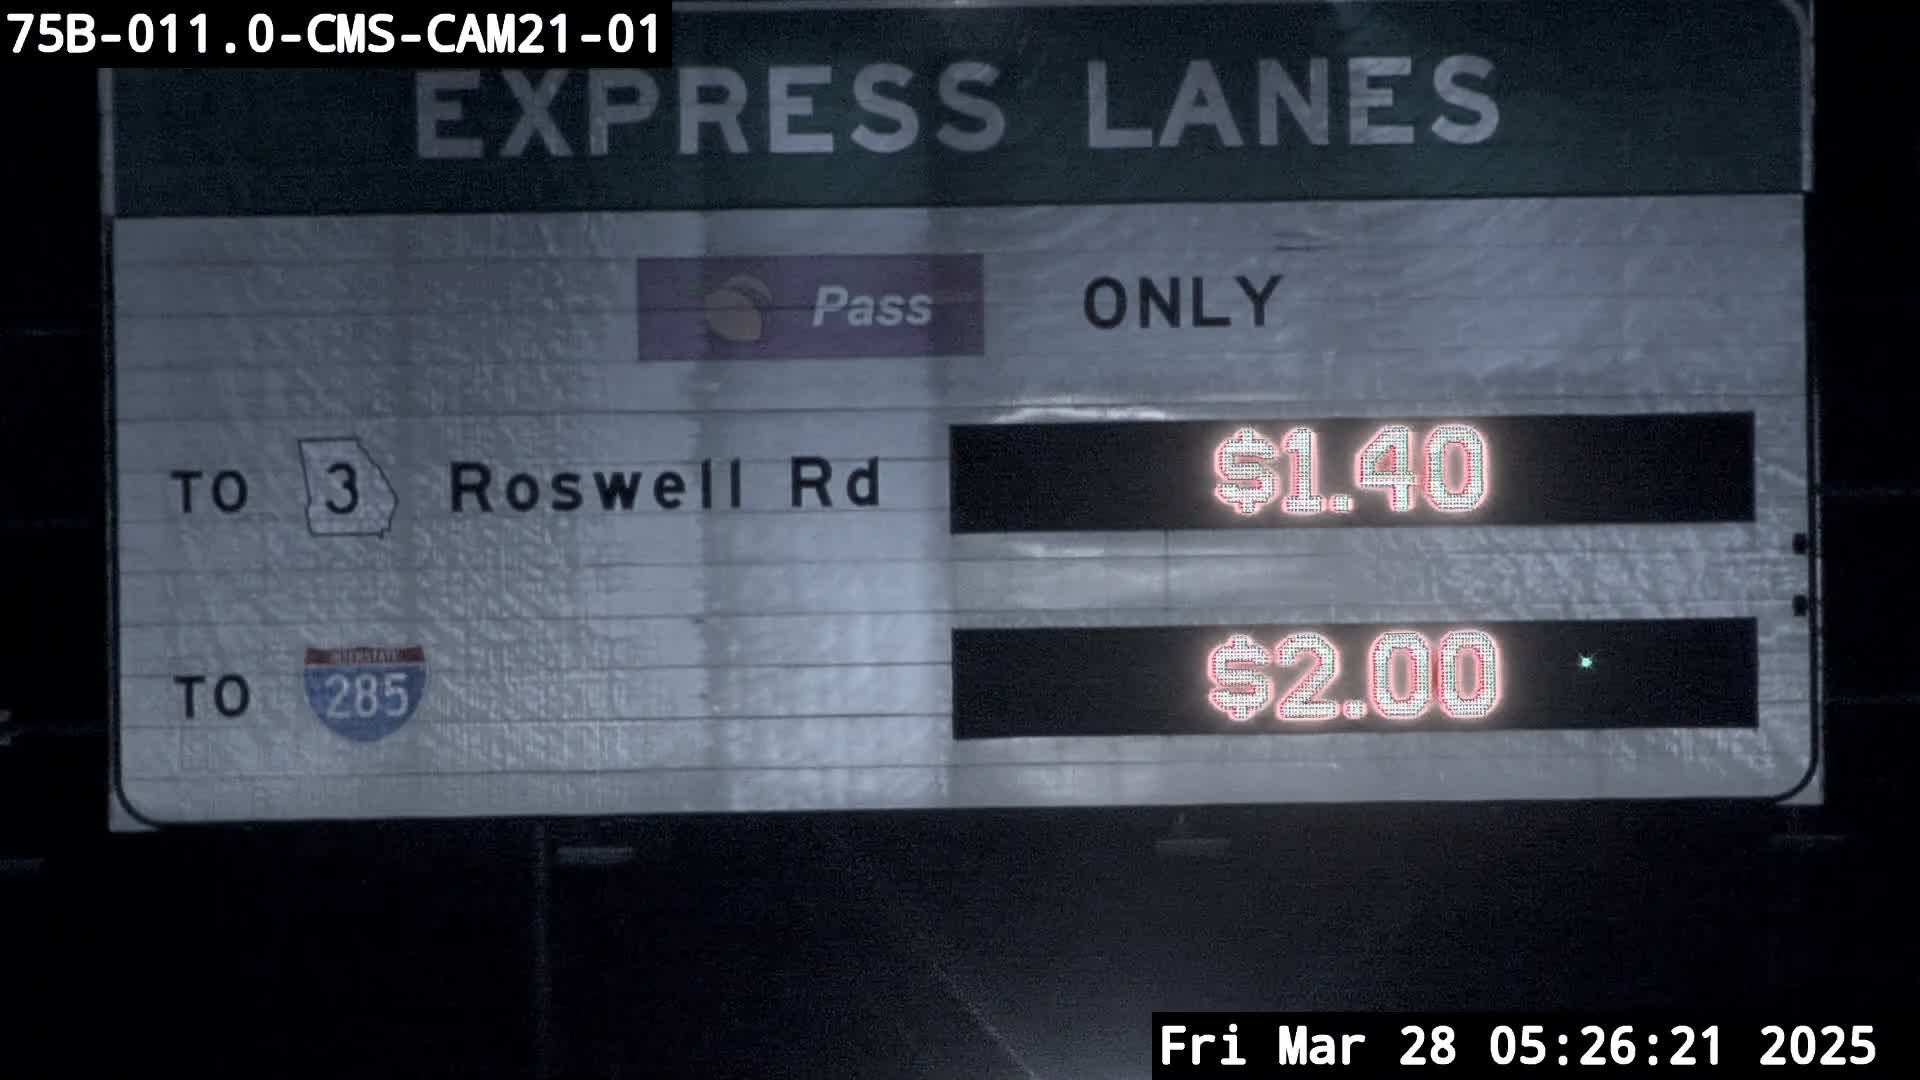 75B-011.0-CMS-CAM21-01
EXPRESS LANES
Pass ONLY
TO 3 Roswell Rd $1.40
INTERSTATE
TO 285 $2.00
Fri Mar 28 05:26:21 2025